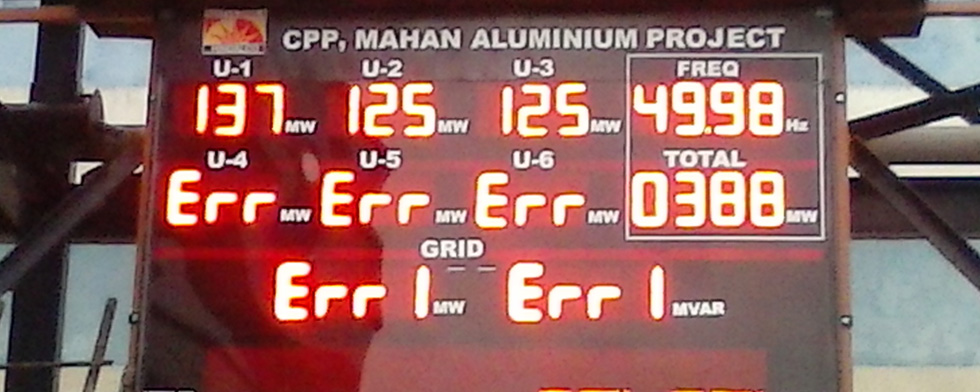 CPP, MAHAN ALUMINIUM PROJECT
U-1 U-2 U-3 FREQ
137 MW 125 MW 125 MW 49.98 Hz
U-4 U-5 U-6 TOTAL
Err MW Err MW Err MW 0388 MW
GRID
Err 1 MW Err 1 MVAR